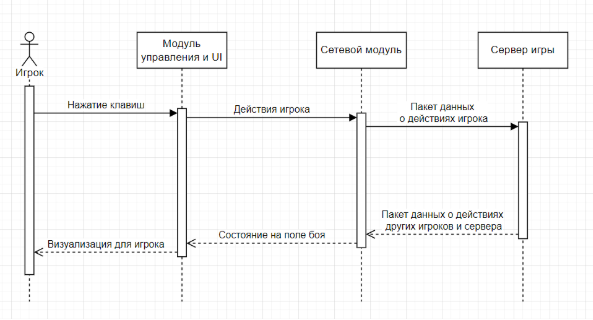 Модуль
управления и UI
Сетевой модуль
Сервер игры
Игрок
Нажатие клавиш
Действия игрока
Пакет данных
о действиях игрока
Пакет данных о действиях
других игроков и сервера
Состояние на поле боя
Визуализация для игрока